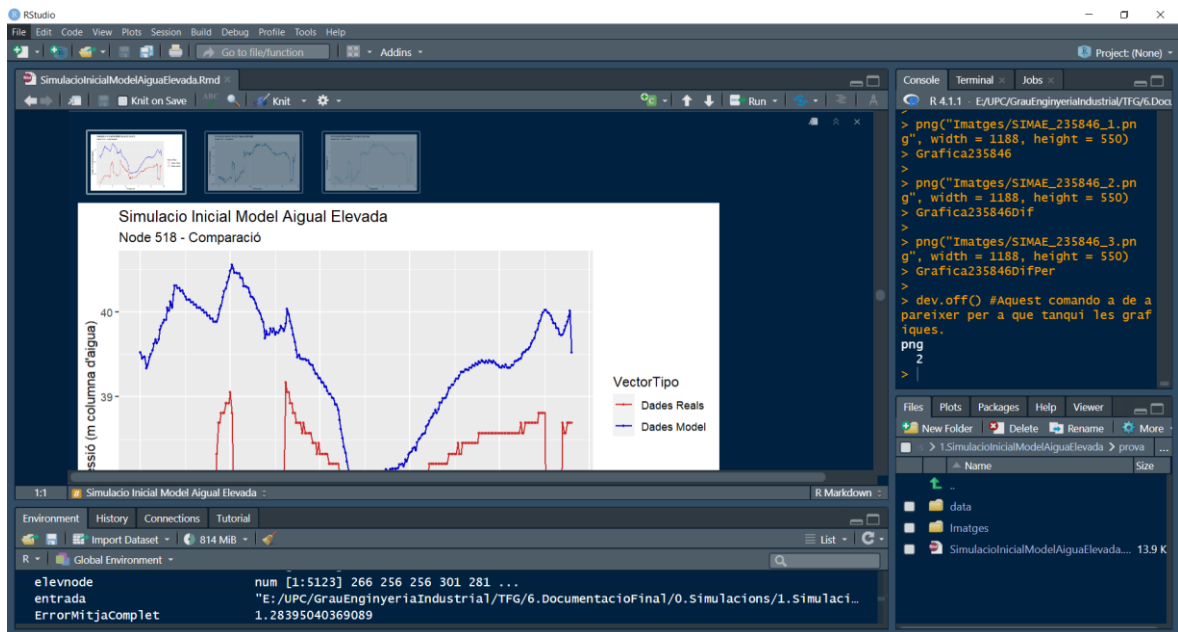 RStudio
File Edit Code View Plots Session Build Debug Profile Tools Help
Go to file/function
Addins
Project: (None)
SimulacioInicialModelAiguaElevada.Rmd
Knit on Save
ABC
Knit
Run
Simulacio Inicial Model Aigual Elevada
Node 518 - Comparació
40
39
essió (m columna d'aigua)
VectorTipo
Dades Reals
Dades Model
1:1
Simulacio Inicial Model Aigual Elevada
R Markdown
Environment History Connections Tutorial
Import Dataset
814 MiB
List
R
Global Environment
elevnode num [1:5123] 266 256 256 301 281 ...
entrada "E:/UPC/GrauEnginyeriaIndustrial/TFG/6.DocumentacioFinal/0.Simulacions/1.Simulaci…
ErrorMitjaComplet 1.28395040369089
Console Terminal Jobs
R 4.1.1 · E:/UPC/GrauEnginyeriaIndustrial/TFG/6.Docu
>
> png("Imatges/SIMAE_235846_1.pn
g", width = 1188, height = 550)
> Grafica235846
>
> png("Imatges/SIMAE_235846_2.pn
g", width = 1188, height = 550)
> Grafica235846Dif
>
> png("Imatges/SIMAE_235846_3.pn
g", width = 1188, height = 550)
> Grafica235846DifPer
>
> dev.off() #Aquest comando a de a
pareixer per a que tanqui les graf
iques.
png
2
>
Files Plots Packages Help Viewer
New Folder Delete Rename More
> 1.SimulacioInicialModelAiguaElevada > prova ...
Name Size
..
data
Imatges
SimulacioInicialModelAiguaElevada.... 13.9 K